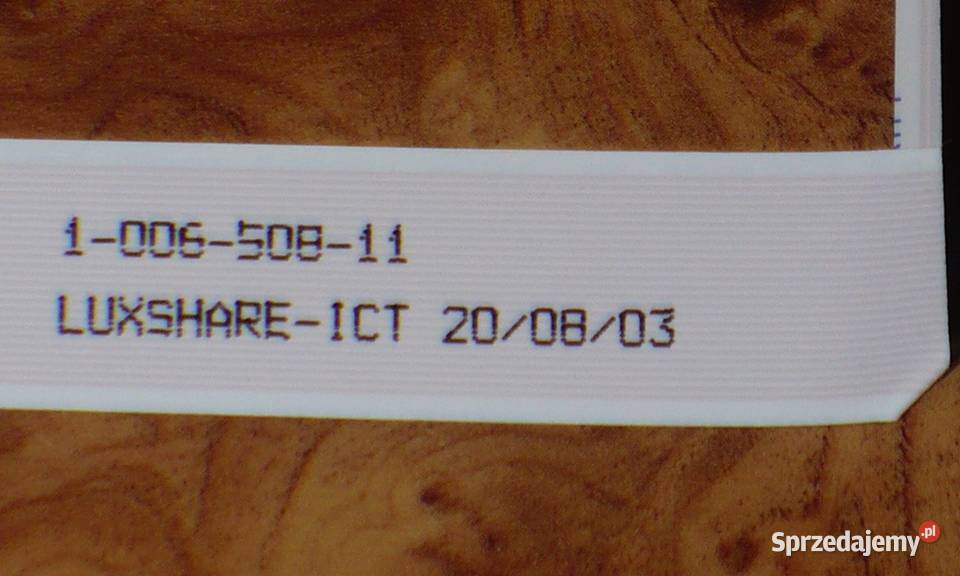 1-006-508-11
LUXSHARE-ICT 20/08/03
Sprzedajemy.pl